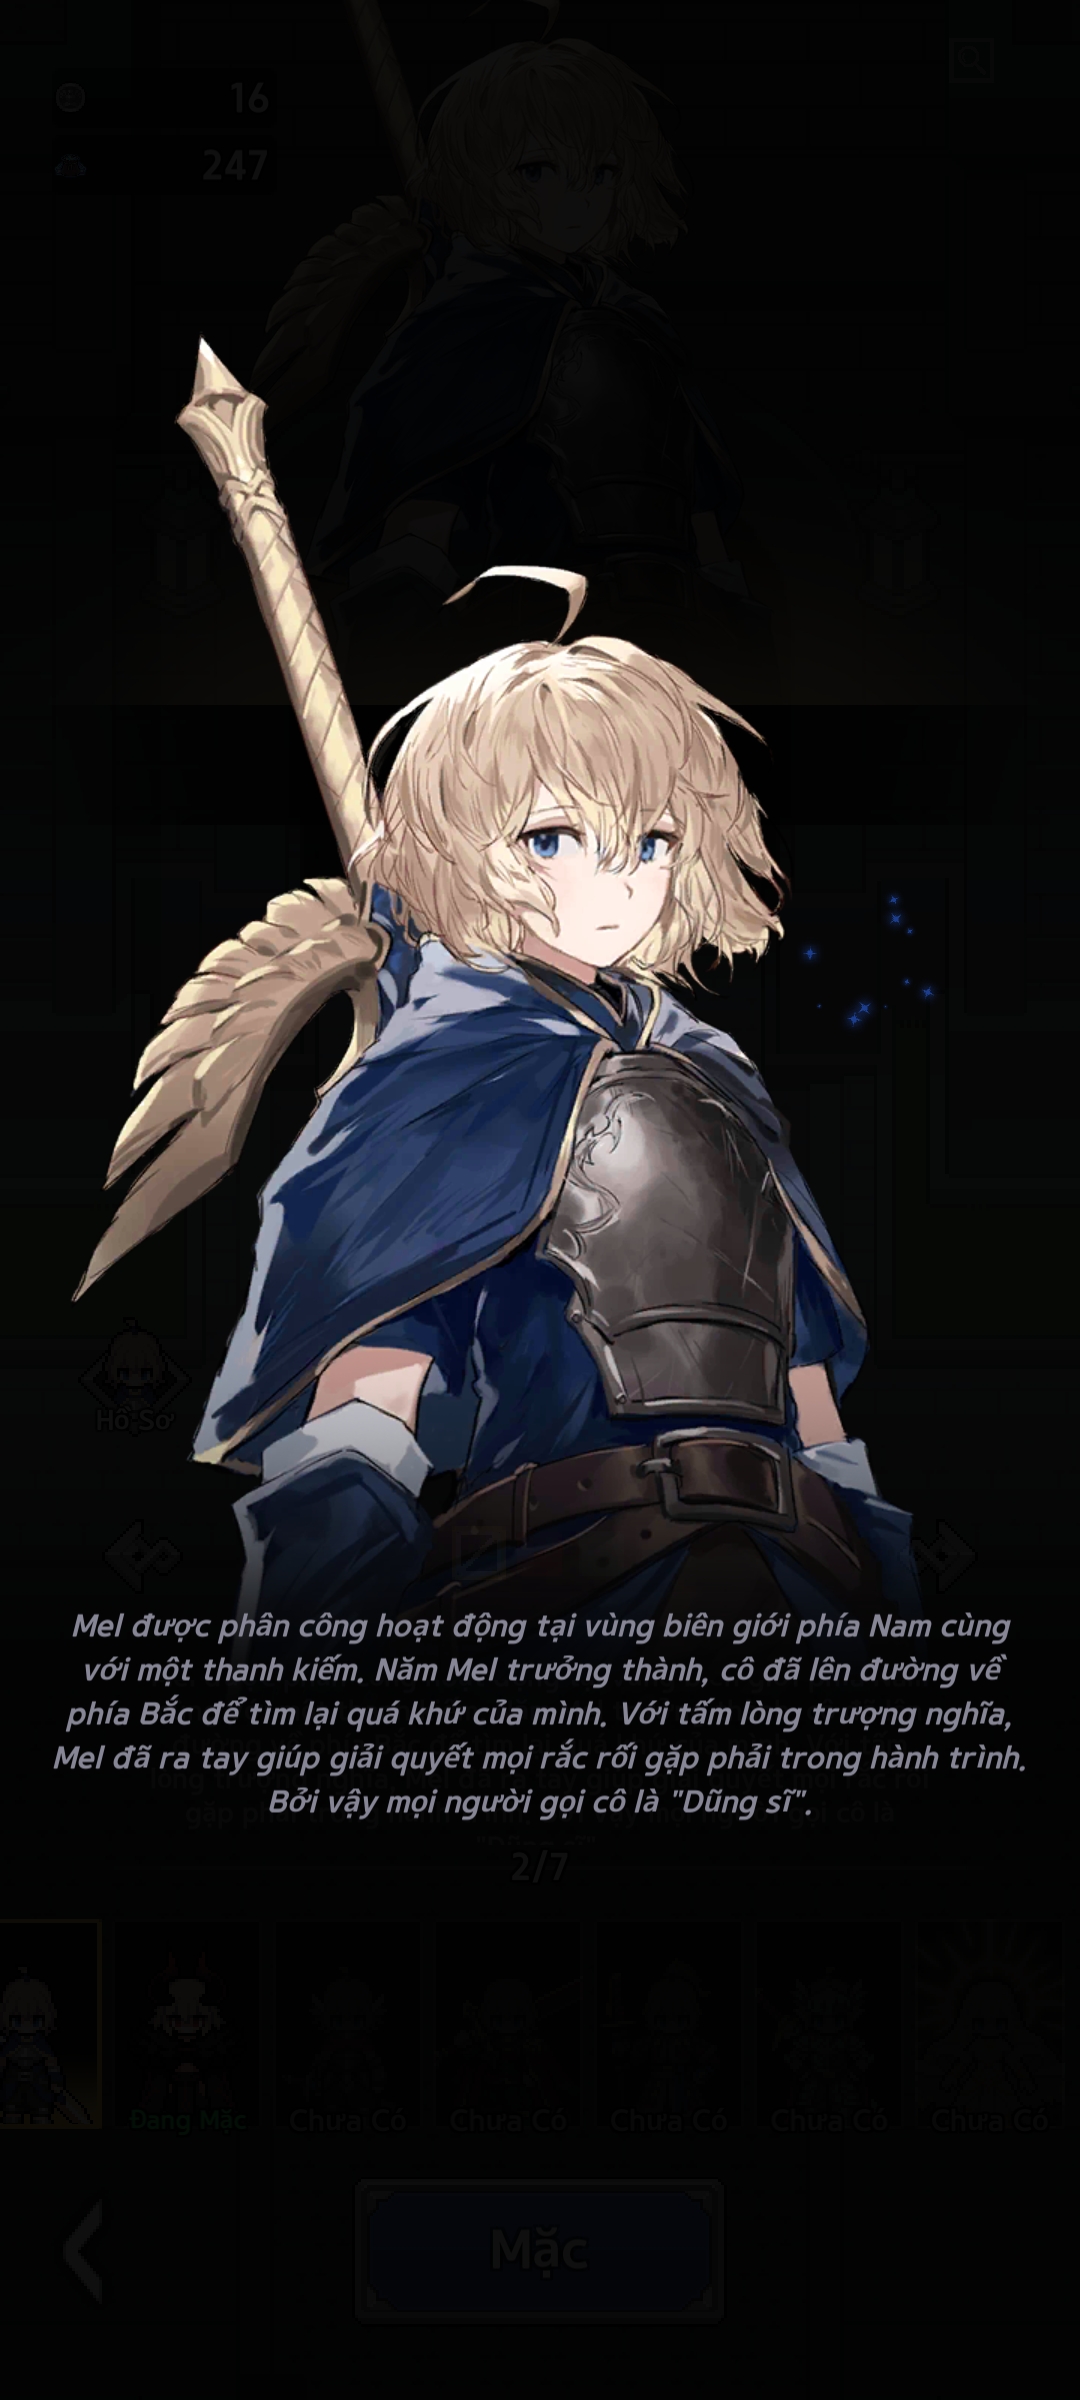 16
247
Hồ Sơ
Mel được phân công hoạt động tại vùng biên giới phía Nam cùng
với một thanh kiếm. Năm Mel trưởng thành, cô đã lên đường về
phía Bắc để tìm lại quá khứ của mình. Với tấm lòng trượng nghĩa,
Mel đã ra tay giúp giải quyết mọi rắc rối gặp phải trong hành trình.
Bởi vậy mọi người gọi cô là "Dũng sĩ".
2/7
Đang Mặc
Chưa Có
Chưa Có
Chưa Có
Chưa Có
Chưa Có
Mặc